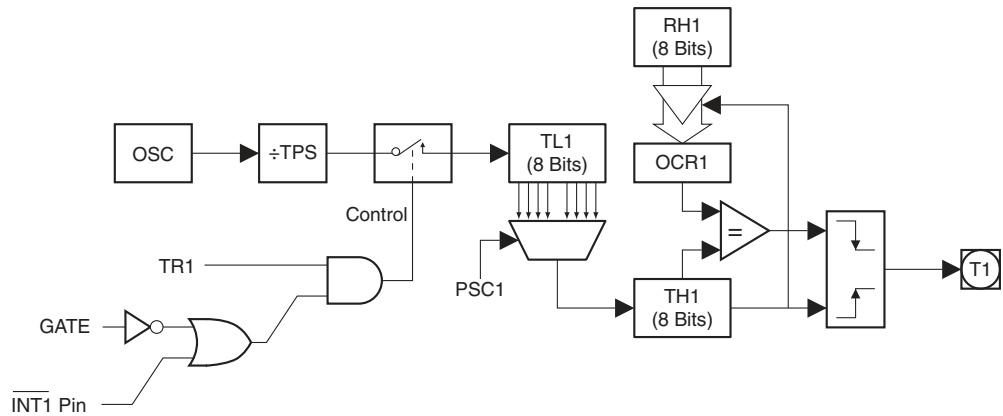 RH1
(8 Bits)
OSC
÷TPS
TL1
(8 Bits)
OCR1
Control
=
TR1
PSC1
TH1
(8 Bits)
T1
GATE
INT1 Pin